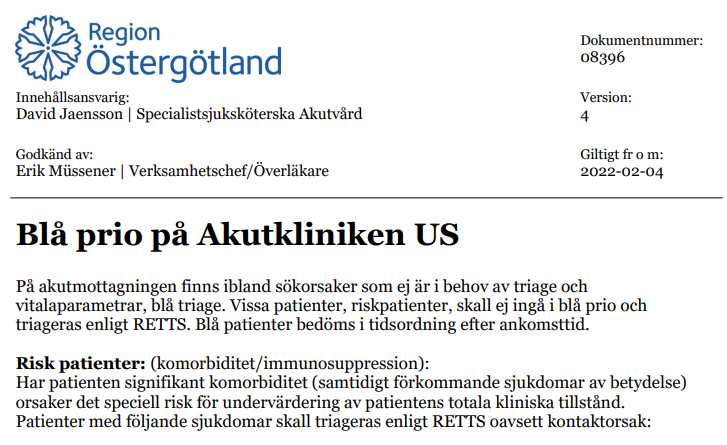 Region
Östergötland
Dokumentnummer:
08396
Innehållsansvarig:
David Jaensson | Specialistsjuksköterska Akutvård
Version:
4
Godkänd av:
Erik Müssener | Verksamhetschef/Överläkare
Giltigt fr o m:
2022-02-04
Blå prio på Akutkliniken US
På akutmottagningen finns ibland sökorsaker som ej är i behov av triage och
vitalaparametrar, blå triage. Vissa patienter, riskpatienter, skall ej ingå i blå prio och
triageras enligt RETTS. Blå patienter bedöms i tidsordning efter ankomsttid.
Risk patienter: (komorbiditet/immunosuppression):
Har patienten signifikant komorbiditet (samtidigt förkommande sjukdomar av betydelse)
orsaker det speciell risk för undervärdering av patientens totala kliniska tillstånd.
Patienter med följande sjukdomar skall triageras enligt RETTS oavsett kontaktorsak: